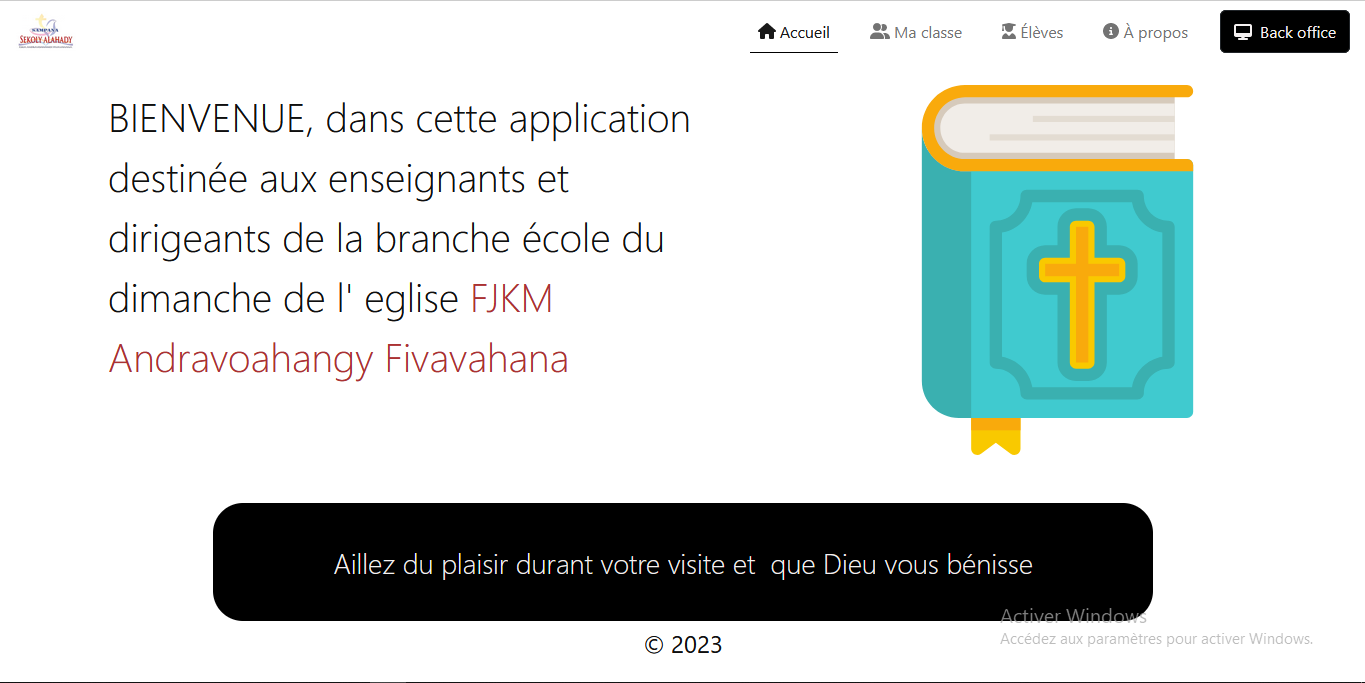 SAMPANA
SEKOLY ALAHADY
Accueil
Ma classe
Élèves
À propos
Back office
BIENVENUE, dans cette application
destinée aux enseignants et
dirigeants de la branche école du
dimanche de l' eglise FJKM
Andravoahangy Fivavahana
Aillez du plaisir durant votre visite et que Dieu vous bénisse
Activer Windows
Accédez aux paramètres pour activer Windows.
© 2023